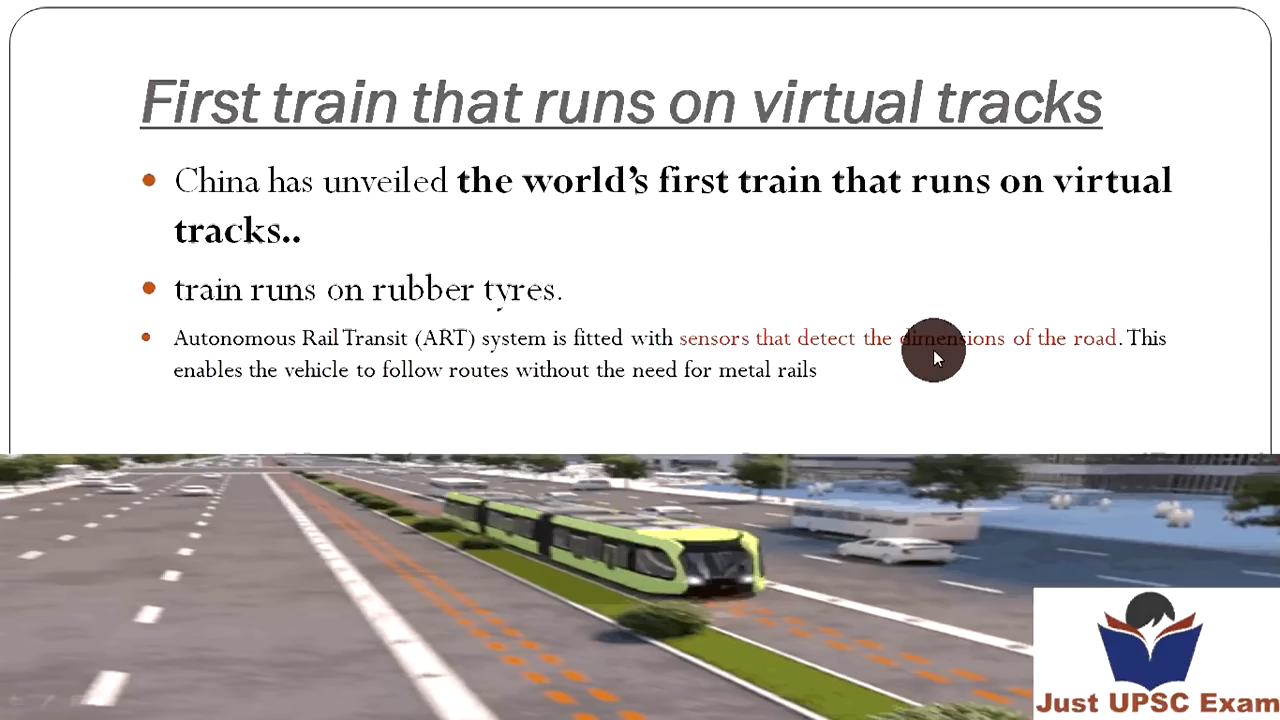 First train that runs on virtual tracks
China has unveiled the world's first train that runs on virtual
tracks..
train runs on rubber tyres.
Autonomous Rail Transit (ART) system is fitted with sensors that detect the dimensions of the road. This
enables the vehicle to follow routes without the need for metal rails
Just UPSC Exam